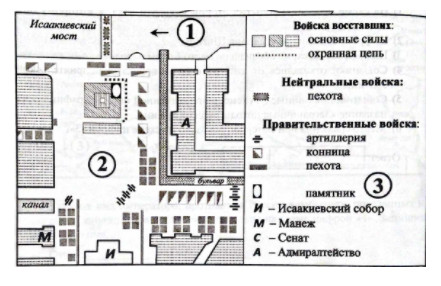 Исаакиевский
мост
1
A
2
бульвар
канал
М
И
Войска восставших:
основные силы
охранная цепь
Нейтральные войска:
пехота
Правительственные войска:
артиллерия
конница
пехота
памятник
3
И – Исаакиевский собор
М – Манеж
С – Сенат
А – Адмиралтейство